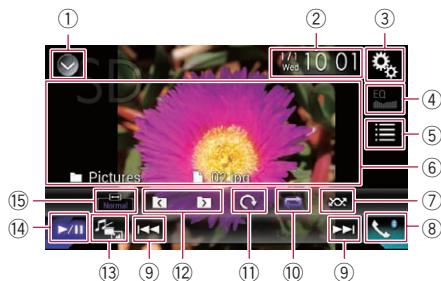 ① ② ③
SD
1/1
Wed 10 01
EQ
④
⑤
⑥
Pictures 02.jpg
⑮ Normal ⑦
⑭ ⑧
⑬ ⑨ ⑫ ⑪ ⑩ ⑨